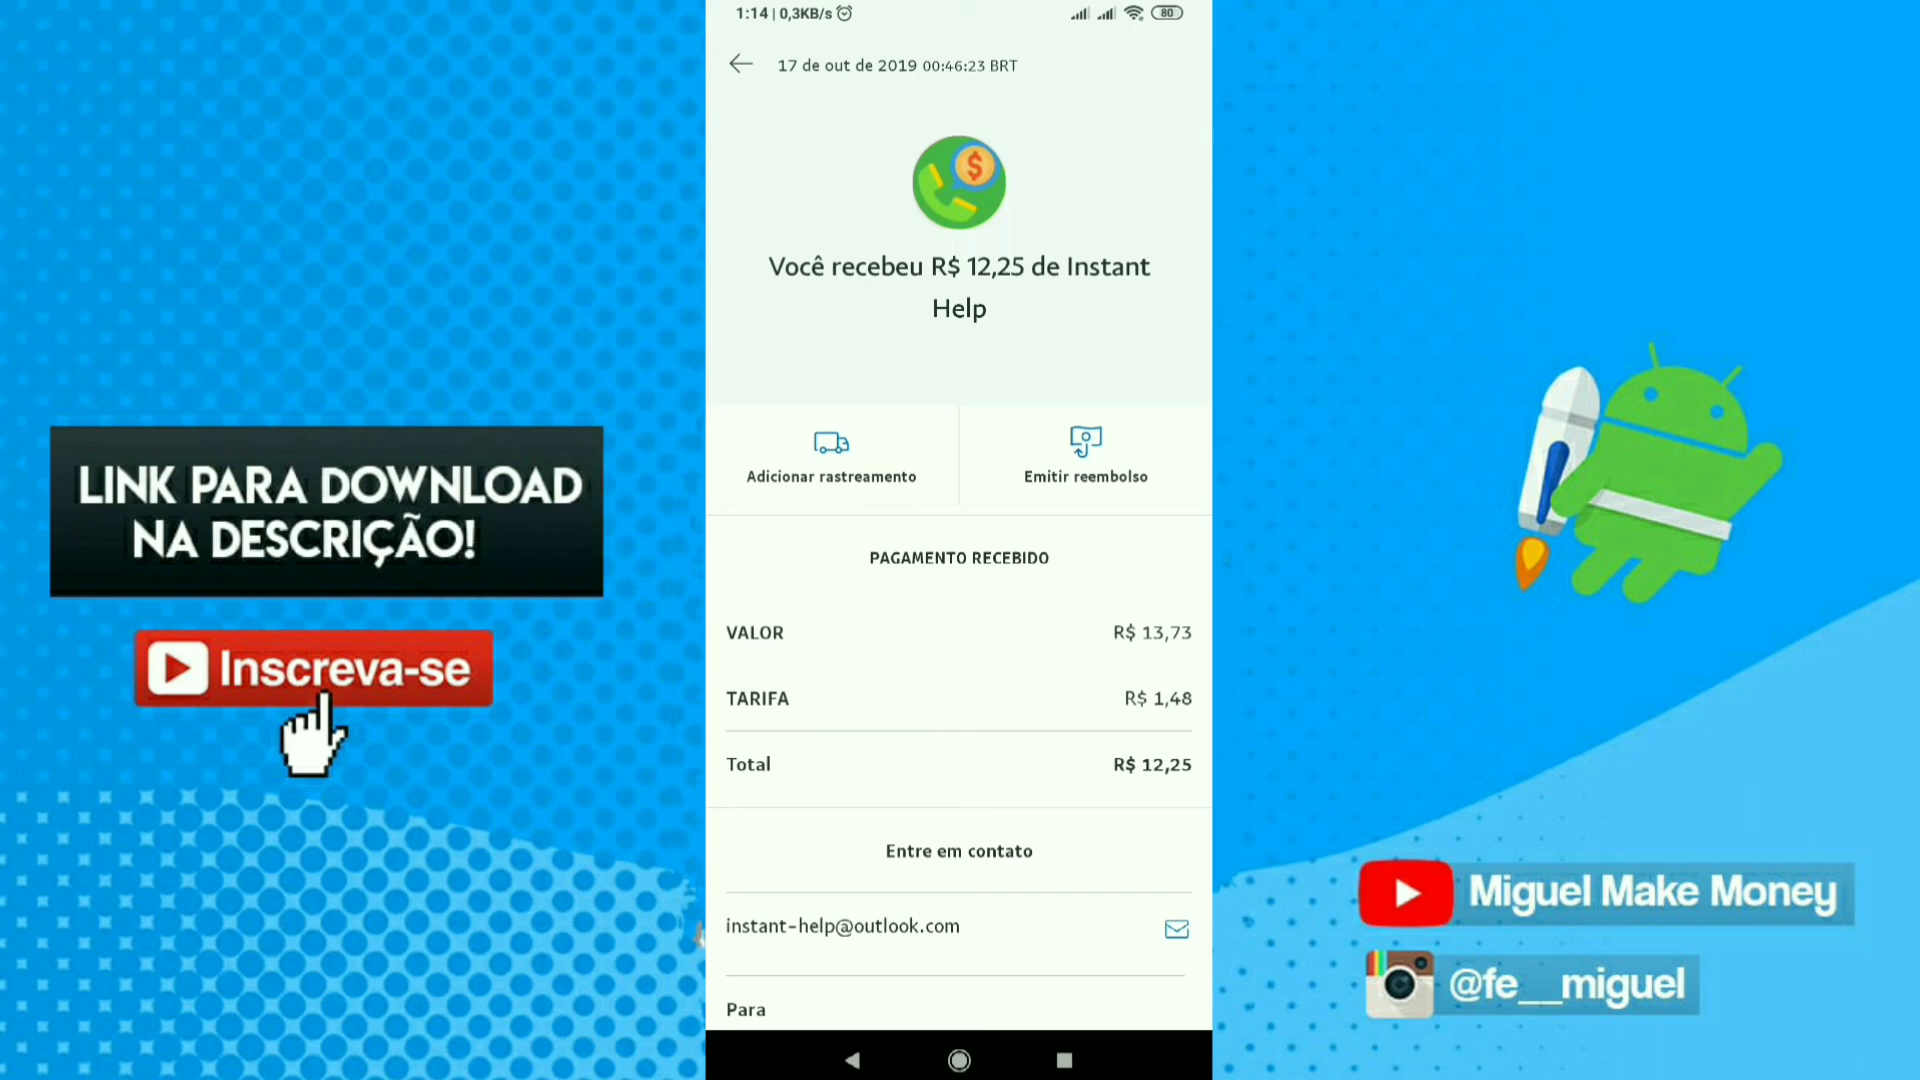 1:14 | 0,3KB/s
80
17 de out de 2019 00:46:23 BRT
$
Você recebeu R$ 12,25 de Instant
Help
Adicionar rastreamento
Emitir reembolso
PAGAMENTO RECEBIDO
VALOR R$ 13,73
TARIFA R$ 1,48
Total R$ 12,25
Entre em contato
instant-help@outlook.com
Para
LINK PARA DOWNLOAD
NA DESCRIÇÃO!
Inscreva-se
Miguel Make Money
@fe__miguel